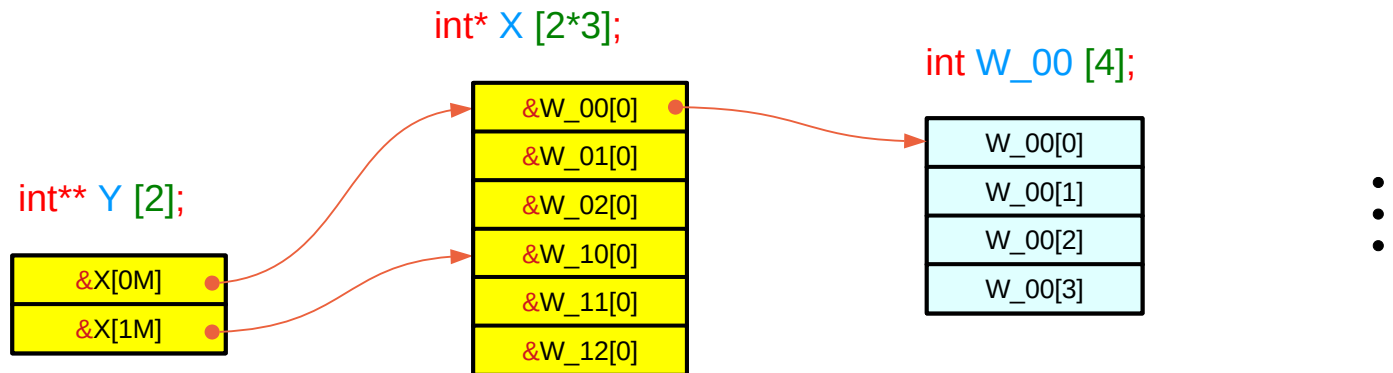 int* X [2*3];
int W_00 [4];
int** Y [2];
&X[0M]
&X[1M]
&W_00[0]
&W_01[0]
&W_02[0]
&W_10[0]
&W_11[0]
&W_12[0]
W_00[0]
W_00[1]
W_00[2]
W_00[3]